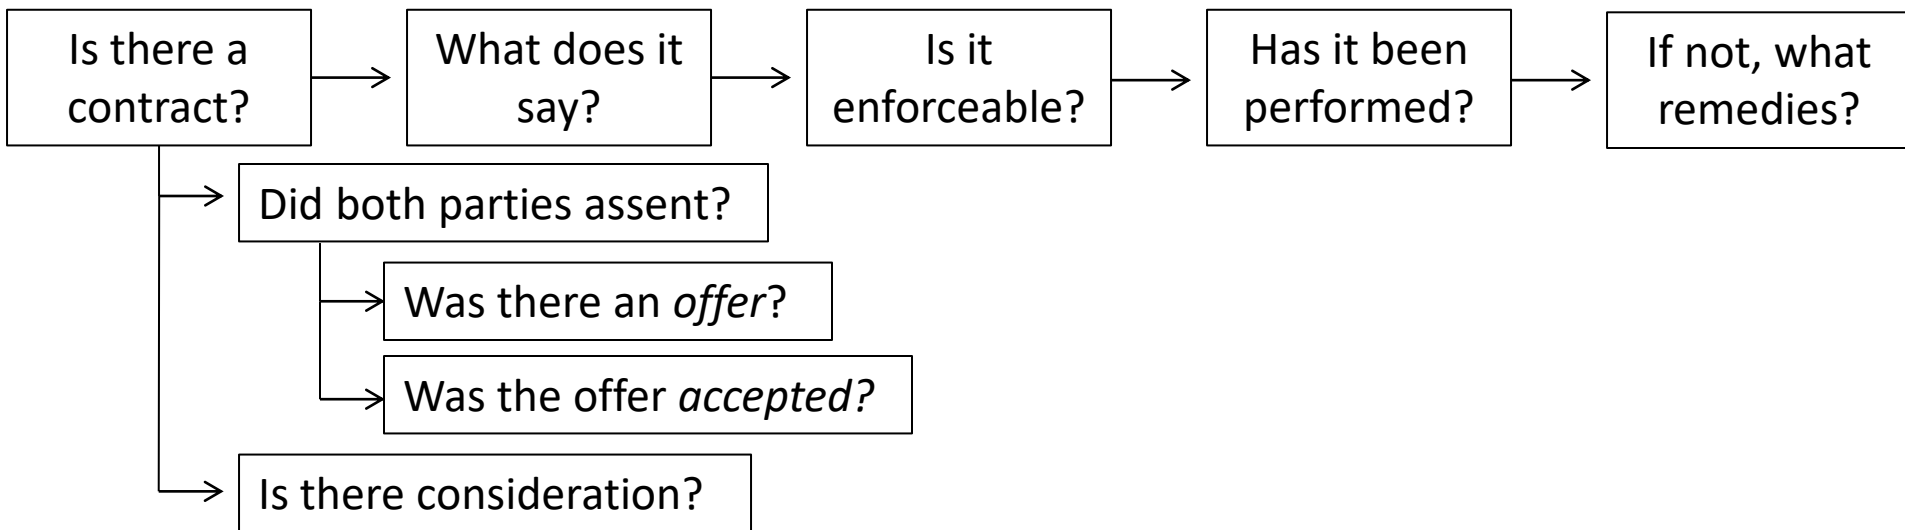 Is there a
contract?
What does it
say?
Is it
enforceable?
Has it been
performed?
If not, what
remedies?
Did both parties assent?
Was there an offer?
Was the offer accepted?
Is there consideration?